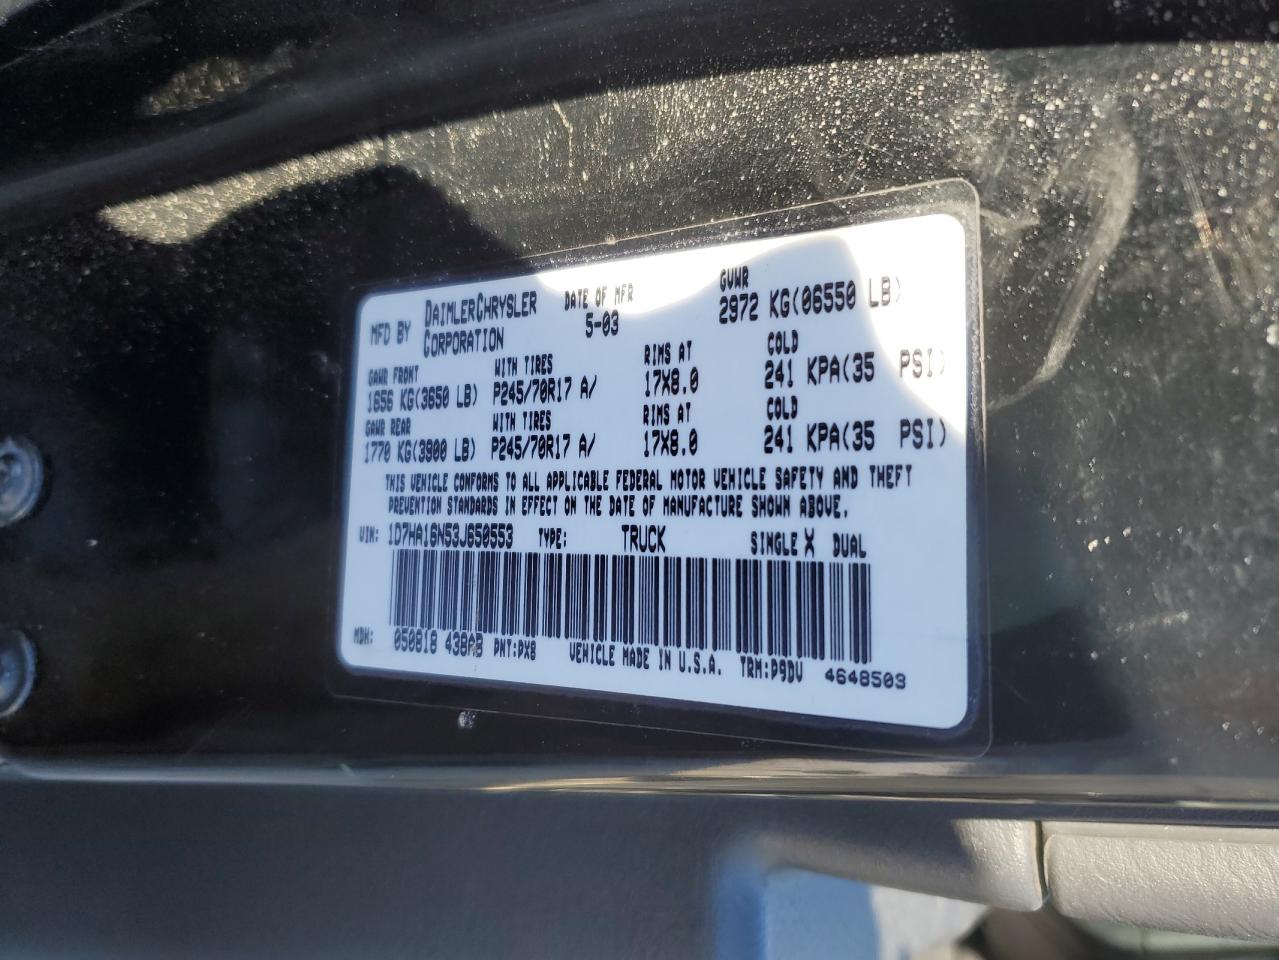 MFD BY DAIMLERCHRYSLER CORPORATION DATE OF MFR 5-03 GVWR 2972 KG(06550 LB)
GAWR FRONT WITH TIRES RIMS AT COLD
1656 KG(3650 LB) P245/70R17 A/ 17X8.0 241 KPA(35 PSI)
GAWR REAR WITH TIRES RIMS AT COLD
1770 KG(3900 LB) P245/70R17 A/ 17X8.0 241 KPA(35 PSI)
THIS VEHICLE CONFORMS TO ALL APPLICABLE FEDERAL MOTOR VEHICLE SAFETY AND THEFT
PREVENTION STANDARDS IN EFFECT ON THE DATE OF MANUFACTURE SHOWN ABOVE.
VIN: 1D7HA16N53J650553 TYPE: TRUCK SINGLE X DUAL
MDH: 050818 PNT:PX8 VEHICLE MADE IN U.S.A. TRM:P9DV 4648503